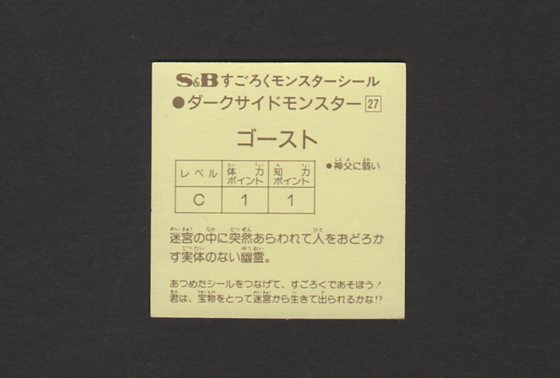 S&Bすごろくモンスターシール
●ダークサイドモンスター 27
ゴースト
レベル 体力ポイント 知力ポイント
C 1 1
●神父に弱い
迷宮の中に突然あらわれて人をおどろか
す実体のない幽霊。
あつめたシールをつなげて、すごろくであそぼう!
君は、宝物をとって迷宮から生きて出られるかな!?